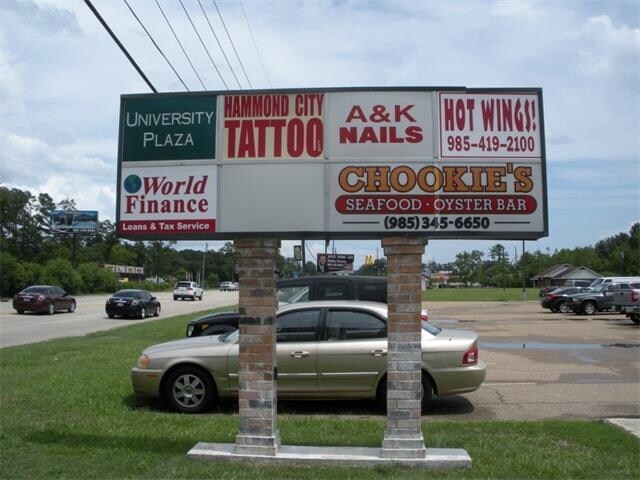 UNIVERSITY
PLAZA
HAMMOND CITY
TATTOO
A&K
NAILS
HOT WINGS!
985-419-2100
World
Finance
Loans & Tax Service
CHOOKIE'S
SEAFOOD · OYSTER BAR
(985)345-6650